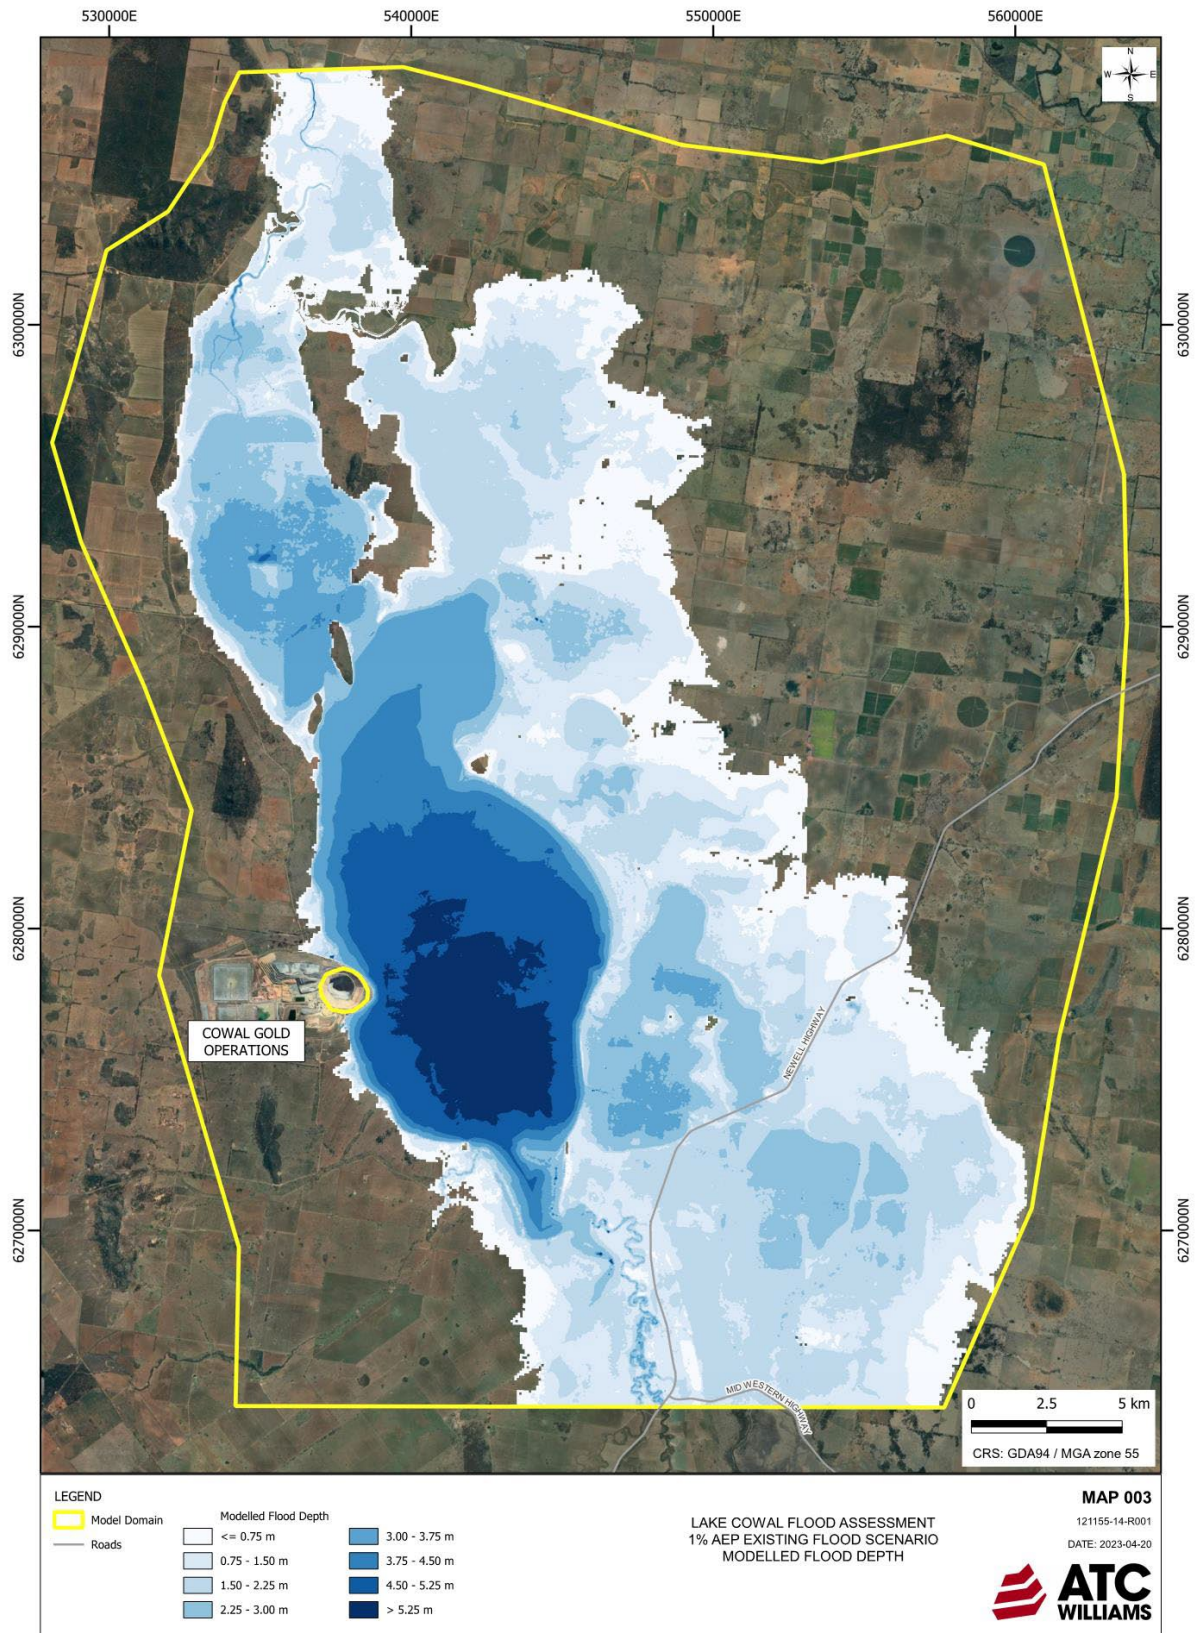 530000E 540000E 550000E 560000E
N
W E
S
6300000N 6300000N
6290000N 6290000N
6280000N 6280000N
COWAL GOLD
OPERATIONS
NEWELL HIGHWAY
6270000N 6270000N
MID WESTERN HIGHWAY
0 2.5 5 km
CRS: GDA94 / MGA zone 55
LEGEND
Model Domain
Roads
Modelled Flood Depth
<= 0.75 m
0.75 - 1.50 m
1.50 - 2.25 m
2.25 - 3.00 m
3.00 - 3.75 m
3.75 - 4.50 m
4.50 - 5.25 m
> 5.25 m
LAKE COWAL FLOOD ASSESSMENT
1% AEP EXISTING FLOOD SCENARIO
MODELLED FLOOD DEPTH
MAP 003
121155-14-R001
DATE: 2023-04-20
ATC
WILLIAMS